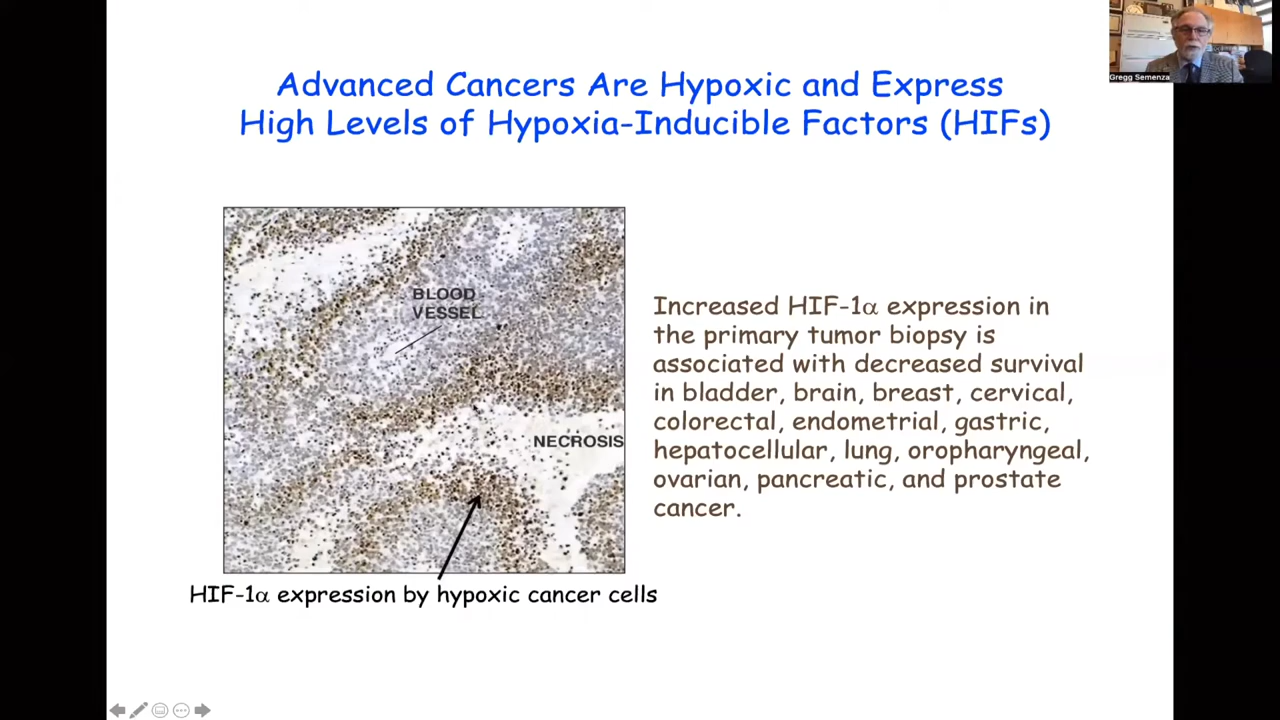 Gregg Semenza
Advanced Cancers Are Hypoxic and Express
High Levels of Hypoxia-Inducible Factors (HIFs)
BLOOD
VESSEL
NECROSIS
HIF-1α expression by hypoxic cancer cells
Increased HIF-1α expression in
the primary tumor biopsy is
associated with decreased survival
in bladder, brain, breast, cervical,
colorectal, endometrial, gastric,
hepatocellular, lung, oropharyngeal,
ovarian, pancreatic, and prostate
cancer.